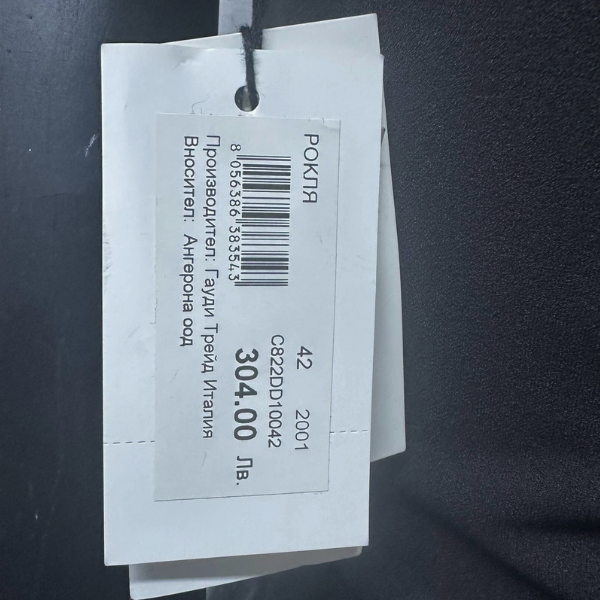 РОКЛЯ
42 2001
C822DD10042
304.00 Лв.
8 056386 383543
Производител: Гауди Трейд Италия
Вносител: Ангерона оод